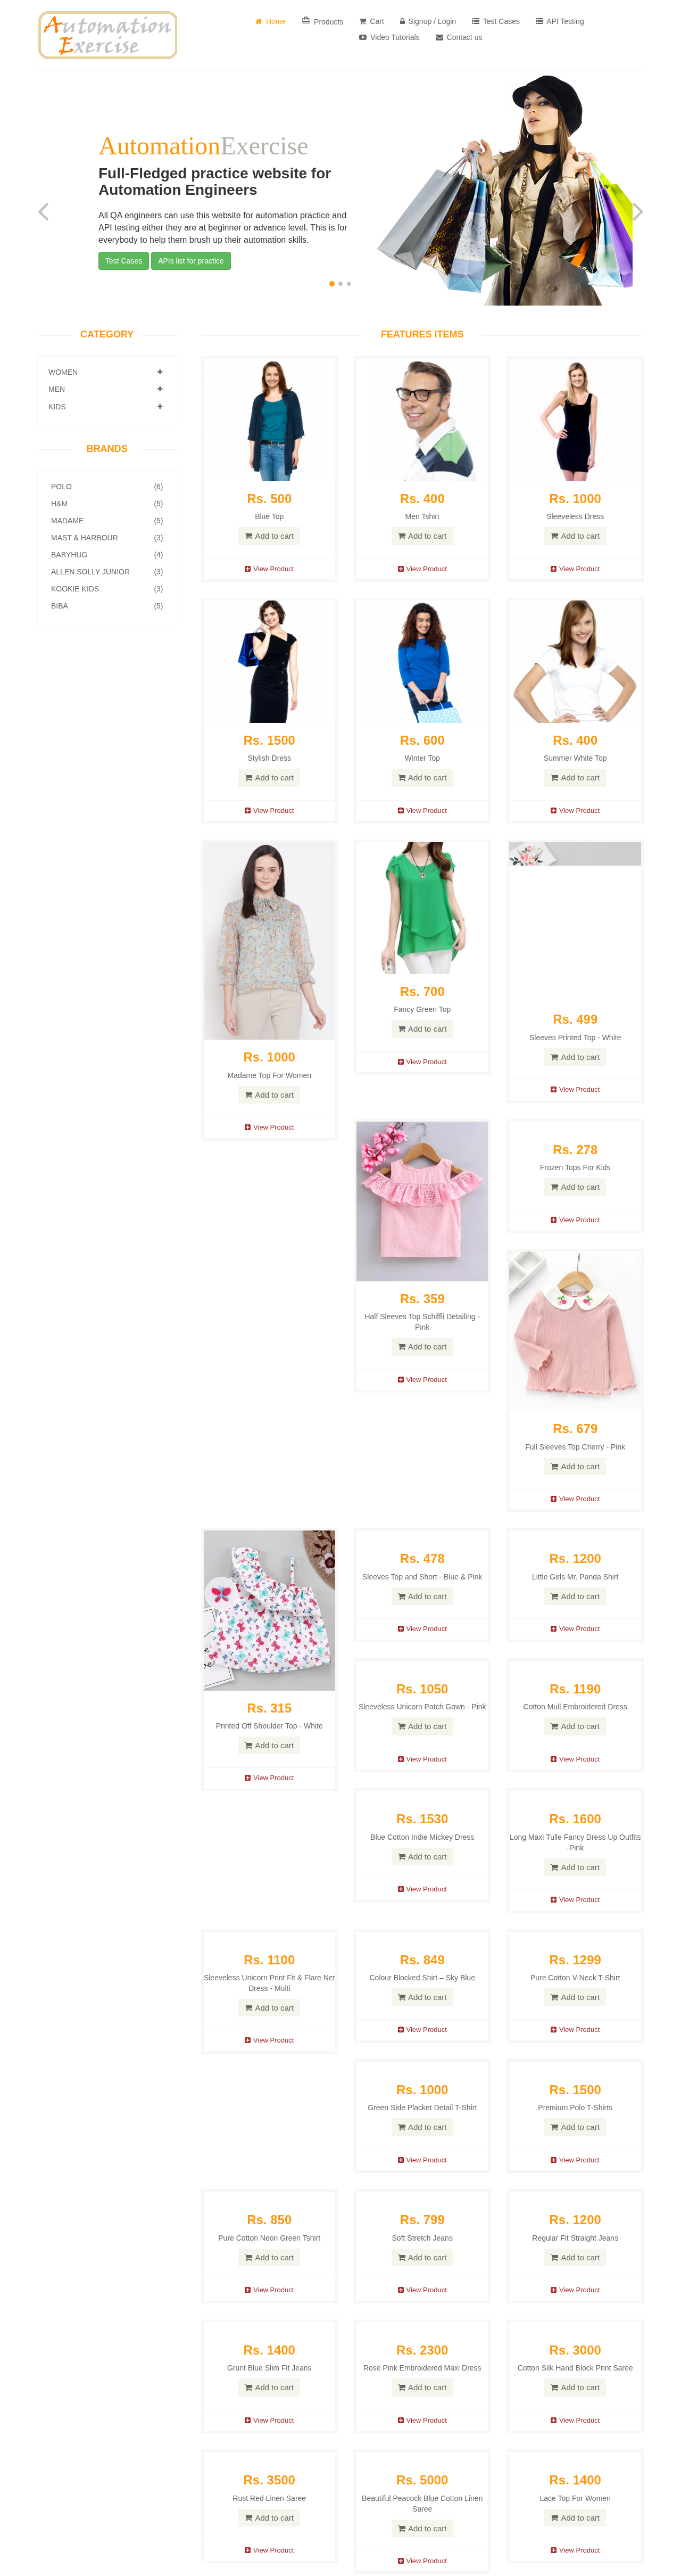 Automation
Exercise
Home
Products
Cart
Signup / Login
Test Cases
API Testing
Video Tutorials
Contact us
AutomationExercise
Full-Fledged practice website for
Automation Engineers
All QA engineers can use this website for automation practice and
API testing either they are at beginner or advance level. This is for
everybody to help them brush up their automation skills.
Test Cases
APIs list for practice
CATEGORY
WOMEN
MEN
KIDS
BRANDS
POLO (6)
H&M (5)
MADAME (5)
MAST & HARBOUR (3)
BABYHUG (4)
ALLEN SOLLY JUNIOR (3)
KOOKIE KIDS (3)
BIBA (5)
FEATURES ITEMS
Rs. 500
Blue Top
Add to cart
View Product
Rs. 400
Men Tshirt
Add to cart
View Product
Rs. 1000
Sleeveless Dress
Add to cart
View Product
Rs. 1500
Stylish Dress
Add to cart
View Product
Rs. 600
Winter Top
Add to cart
View Product
Rs. 400
Summer White Top
Add to cart
View Product
Rs. 1000
Madame Top For Women
Add to cart
View Product
Rs. 700
Fancy Green Top
Add to cart
View Product
Rs. 499
Sleeves Printed Top - White
Add to cart
View Product
Rs. 359
Half Sleeves Top Schiffli Detailing -
Pink
Add to cart
View Product
Rs. 278
Frozen Tops For Kids
Add to cart
View Product
Rs. 679
Full Sleeves Top Cherry - Pink
Add to cart
View Product
Rs. 315
Printed Off Shoulder Top - White
Add to cart
View Product
Rs. 478
Sleeves Top and Short - Blue & Pink
Add to cart
View Product
Rs. 1200
Little Girls Mr. Panda Shirt
Add to cart
View Product
Rs. 1050
Sleeveless Unicorn Patch Gown - Pink
Add to cart
View Product
Rs. 1190
Cotton Mull Embroidered Dress
Add to cart
View Product
Rs. 1530
Blue Cotton Indie Mickey Dress
Add to cart
View Product
Rs. 1600
Long Maxi Tulle Fancy Dress Up Outfits
-Pink
Add to cart
View Product
Rs. 1100
Sleeveless Unicorn Print Fit & Flare Net
Dress - Multi
Add to cart
View Product
Rs. 849
Colour Blocked Shirt – Sky Blue
Add to cart
View Product
Rs. 1299
Pure Cotton V-Neck T-Shirt
Add to cart
View Product
Rs. 1000
Green Side Placket Detail T-Shirt
Add to cart
View Product
Rs. 1500
Premium Polo T-Shirts
Add to cart
View Product
Rs. 850
Pure Cotton Neon Green Tshirt
Add to cart
View Product
Rs. 799
Soft Stretch Jeans
Add to cart
View Product
Rs. 1200
Regular Fit Straight Jeans
Add to cart
View Product
Rs. 1400
Grunt Blue Slim Fit Jeans
Add to cart
View Product
Rs. 2300
Rose Pink Embroidered Maxi Dress
Add to cart
View Product
Rs. 3000
Cotton Silk Hand Block Print Saree
Add to cart
View Product
Rs. 3500
Rust Red Linen Saree
Add to cart
View Product
Rs. 5000
Beautiful Peacock Blue Cotton Linen
Saree
Add to cart
View Product
Rs. 1400
Lace Top For Women
Add to cart
View Product